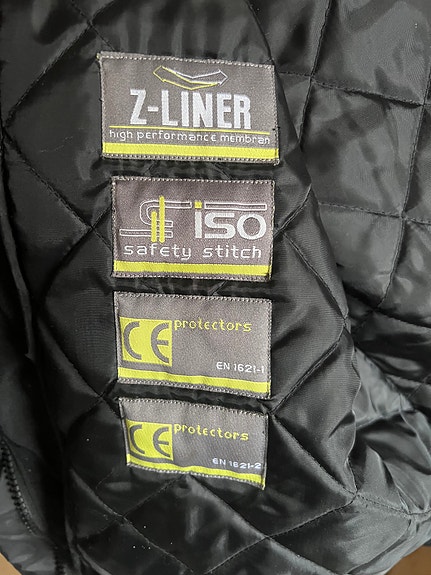 Z-LINER
high performance membran
iso
safety stitch
CE protectors
EN 1621-1
CE protectors
EN 1621-2